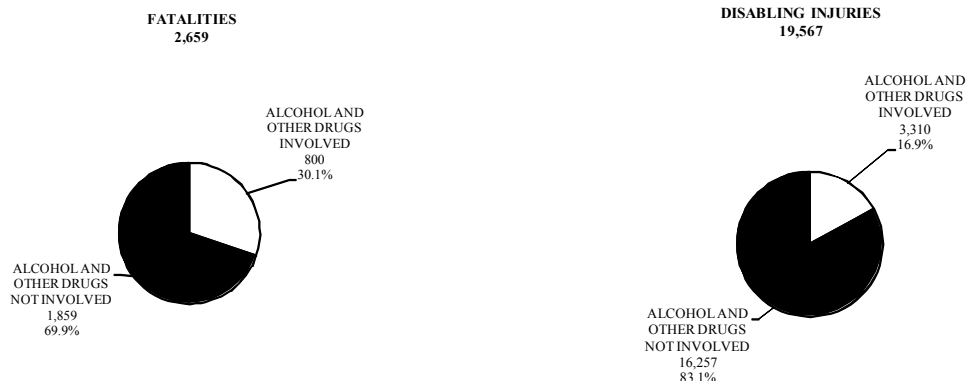 FATALITIES
2,659
ALCOHOL AND
OTHER DRUGS
INVOLVED
800
30.1%
ALCOHOL AND
OTHER DRUGS
NOT INVOLVED
1,859
69.9%
DISABLING INJURIES
19,567
ALCOHOL AND
OTHER DRUGS
INVOLVED
3,310
16.9%
ALCOHOL AND
OTHER DRUGS
NOT INVOLVED
16,257
83.1%